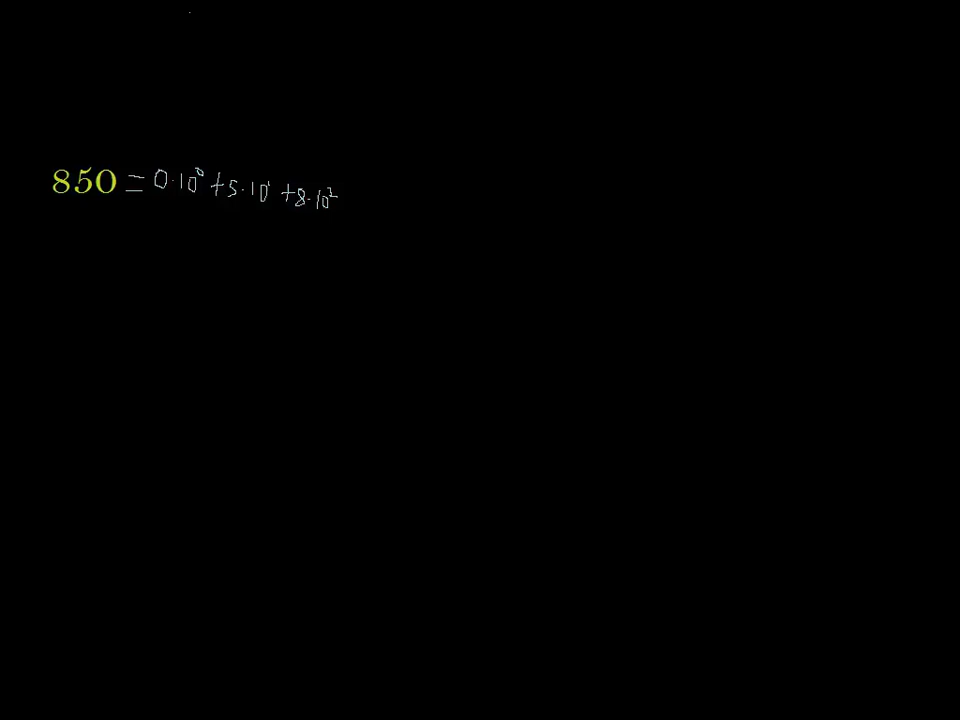 850 = 0·10⁰ + 5·10¹ + 8·10²